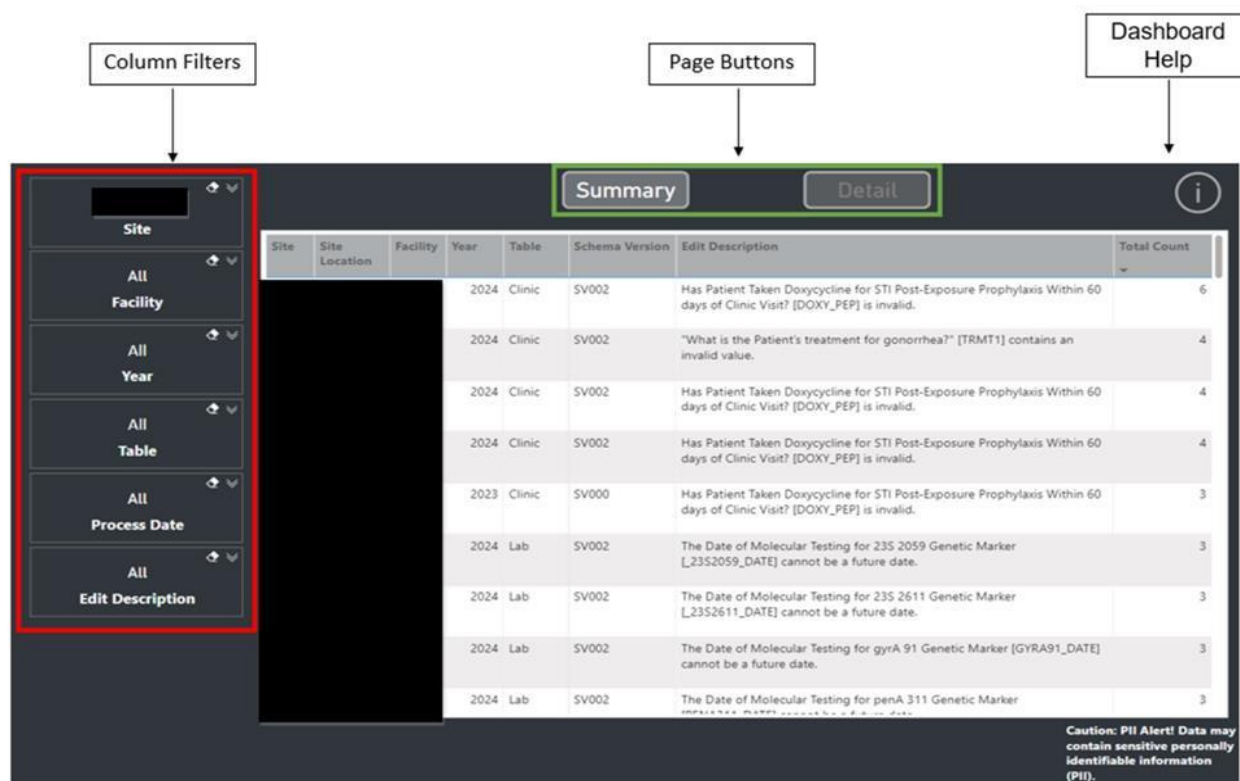 Column Filters
Page Buttons
Dashboard
Help
Summary
Detail
i
Site
All
Facility
All
Year
All
Table
All
Process Date
All
Edit Description
Site Site Location Facility Year Table Schema Version Edit Description Total Count
2024 Clinic SV002 Has Patient Taken Doxycycline for STI Post-Exposure Prophylaxis Within 60 6
days of Clinic Visit? [DOXY_PEP] is invalid.
2024 Clinic SV002 "What is the Patient's treatment for gonorrhea?" [TRMT1] contains an 4
invalid value.
2024 Clinic SV002 Has Patient Taken Doxycycline for STI Post-Exposure Prophylaxis Within 60 4
days of Clinic Visit? [DOXY_PEP] is invalid.
2024 Clinic SV002 Has Patient Taken Doxycycline for STI Post-Exposure Prophylaxis Within 60 4
days of Clinic Visit? [DOXY_PEP] is invalid.
2023 Clinic SV000 Has Patient Taken Doxycycline for STI Post-Exposure Prophylaxis Within 60 3
days of Clinic Visit? [DOXY_PEP] is invalid.
2024 Lab SV002 The Date of Molecular Testing for 23S 2059 Genetic Marker 3
[_23S2059_DATE] cannot be a future date.
2024 Lab SV002 The Date of Molecular Testing for 23S 2611 Genetic Marker 3
[_23S2611_DATE] cannot be a future date.
2024 Lab SV002 The Date of Molecular Testing for gyrA 91 Genetic Marker [GYRA91_DATE] 3
cannot be a future date.
2024 Lab SV002 The Date of Molecular Testing for penA 311 Genetic Marker 3
Caution: PII Alert! Data may
contain sensitive personally
identifiable information
(PII).